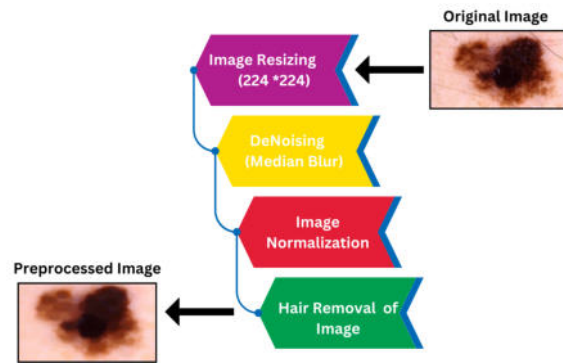 Original Image
Image Resizing
(224 *224)
DeNoising
(Median Blur)
Image
Normalization
Preprocessed Image
Hair Removal of
Image